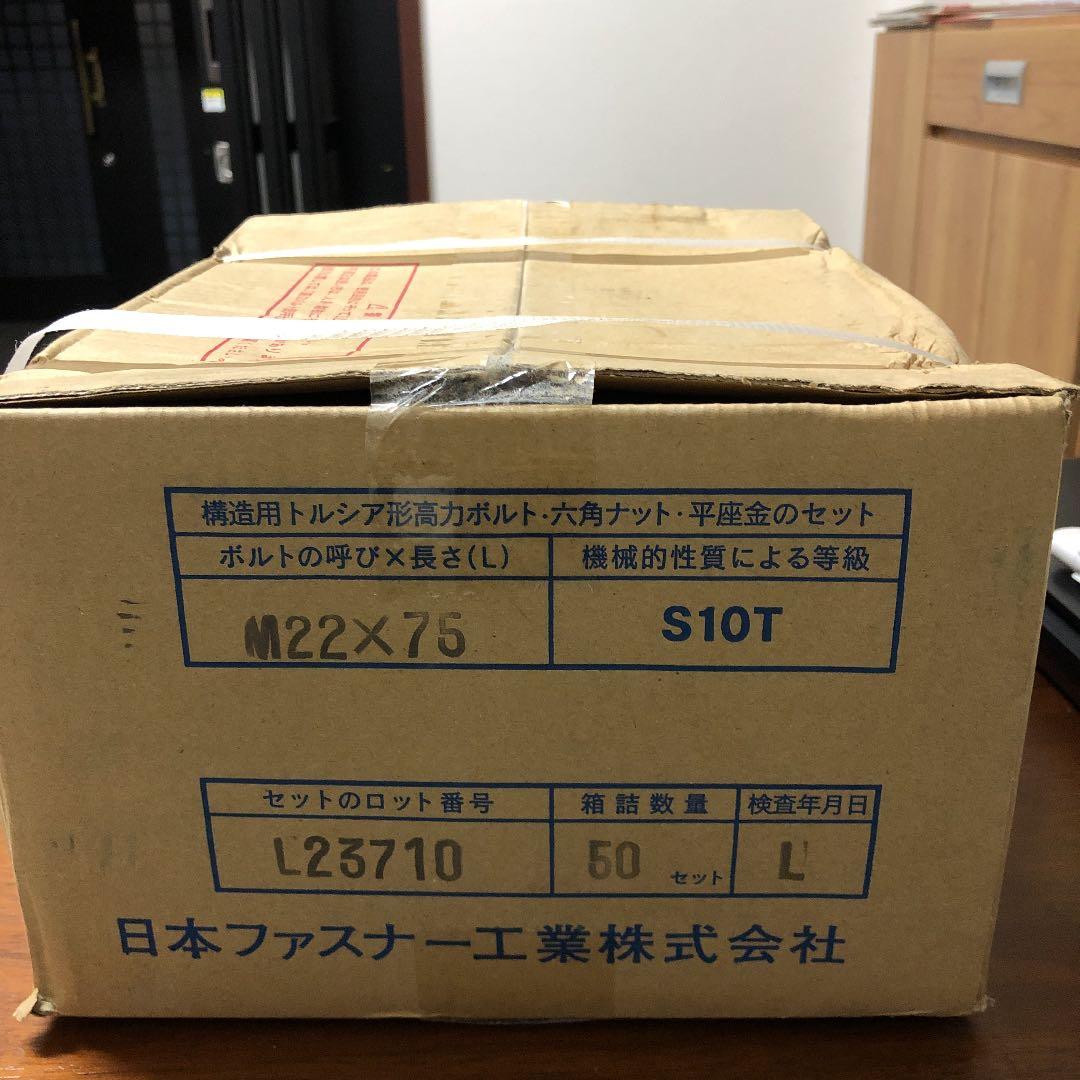 構造用トルシア形高力ボルト・六角ナット・平座金のセット
ボルトの呼び×長さ(L) 機械的性質による等級
M22×75 S10T
セットのロット番号 箱詰数量 検査年月日
L23710 50 セット L
日本ファスナー工業株式会社